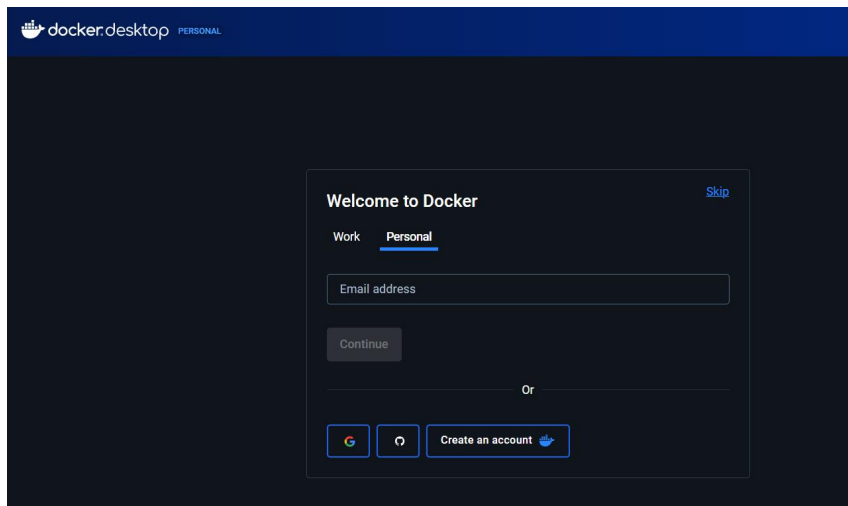 docker.desktop PERSONAL
Welcome to Docker
Skip
Work Personal
Email address
Continue
Or
G
Create an account